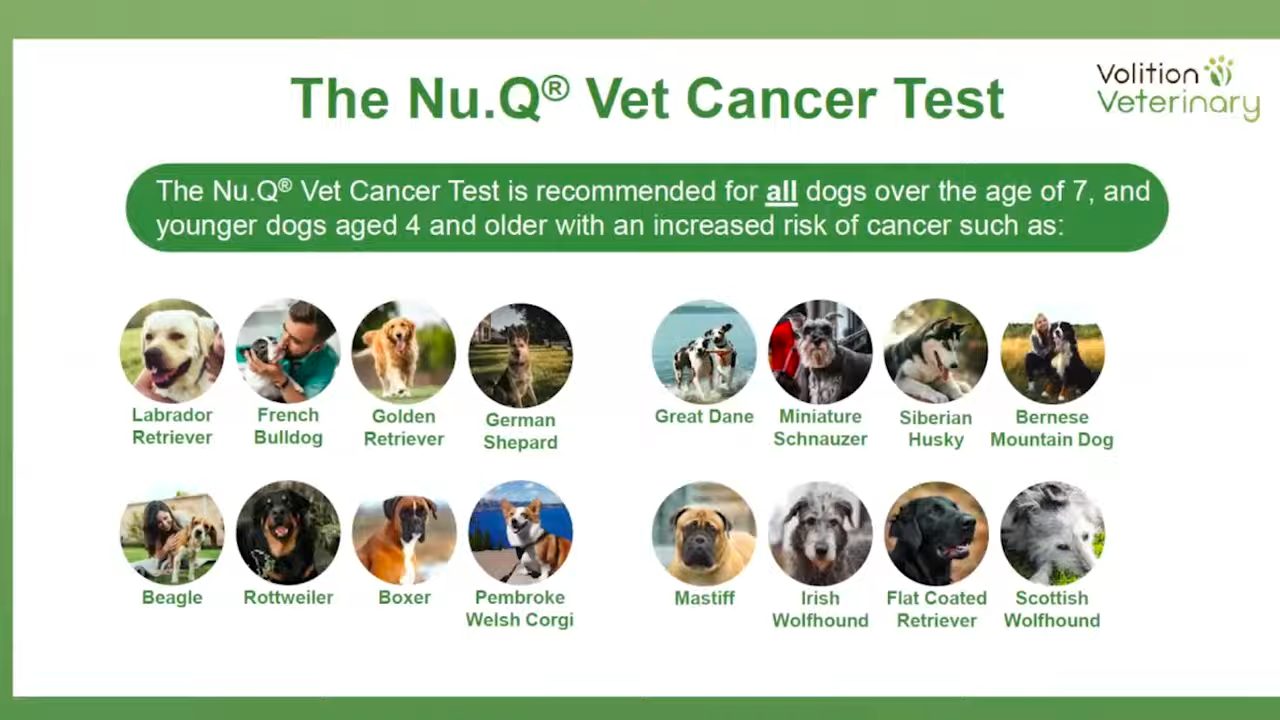 The Nu.Q® Vet Cancer Test
Volition
Veterinary
The Nu.Q® Vet Cancer Test is recommended for all dogs over the age of 7, and
younger dogs aged 4 and older with an increased risk of cancer such as:
Labrador
Retriever
French
Bulldog
Golden
Retriever
German
Shepard
Great Dane
Miniature
Schnauzer
Siberian
Husky
Bernese
Mountain Dog
Beagle
Rottweiler
Boxer
Pembroke
Welsh Corgi
Mastiff
Irish
Wolfhound
Flat Coated
Retriever
Scottish
Wolfhound